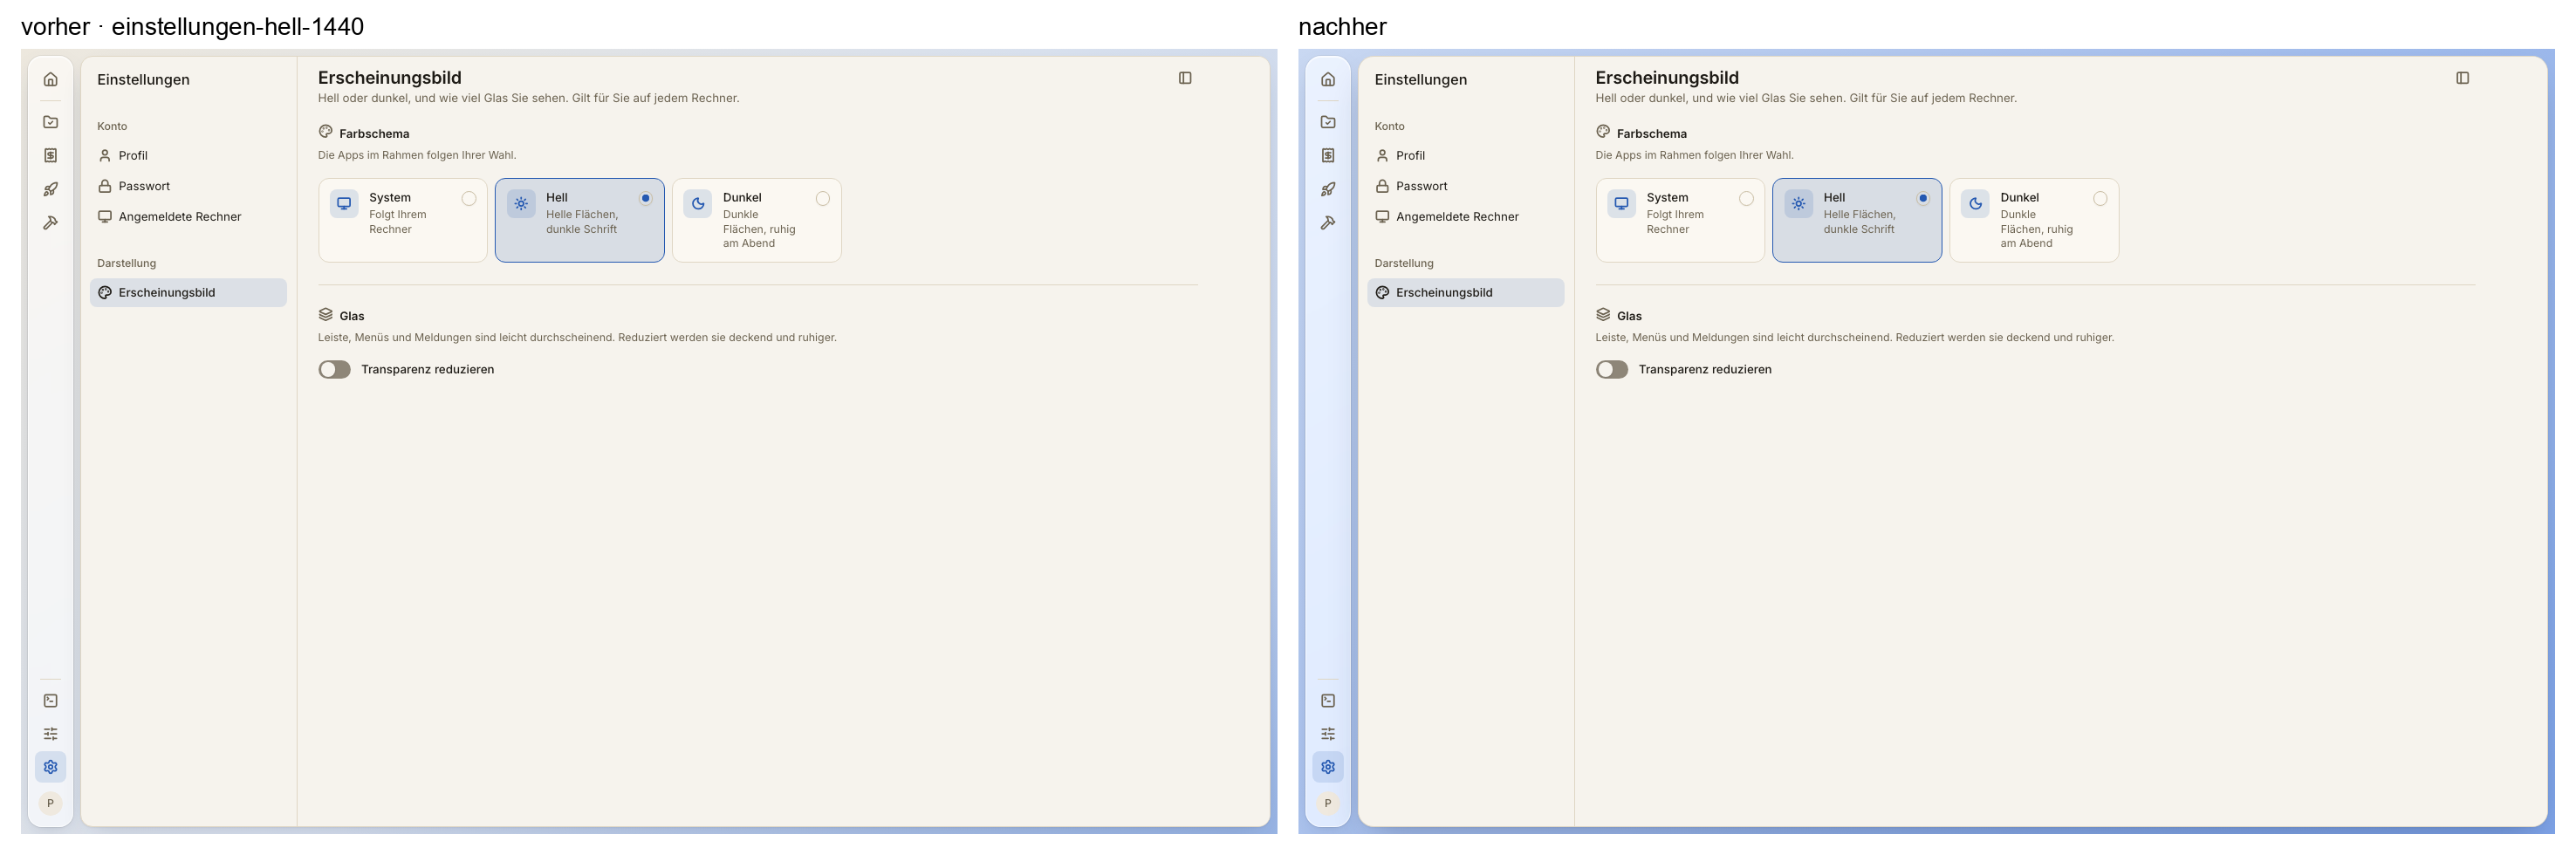 vorher · einstellungen-hell-1440
Einstellungen
Konto
Profil
Passwort
Angemeldete Rechner
Darstellung
Erscheinungsbild
P
Erscheinungsbild
Hell oder dunkel, und wie viel Glas Sie sehen. Gilt für Sie auf jedem Rechner.
Farbschema
Die Apps im Rahmen folgen Ihrer Wahl.
System
Folgt Ihrem
Rechner
Hell
Helle Flächen,
dunkle Schrift
Dunkel
Dunkle
Flächen, ruhig
am Abend
Glas
Leiste, Menüs und Meldungen sind leicht durchscheinend. Reduziert werden sie deckend und ruhiger.
Transparenz reduzieren
nachher
Einstellungen
Konto
Profil
Passwort
Angemeldete Rechner
Darstellung
Erscheinungsbild
P
Erscheinungsbild
Hell oder dunkel, und wie viel Glas Sie sehen. Gilt für Sie auf jedem Rechner.
Farbschema
Die Apps im Rahmen folgen Ihrer Wahl.
System
Folgt Ihrem
Rechner
Hell
Helle Flächen,
dunkle Schrift
Dunkel
Dunkle
Flächen, ruhig
am Abend
Glas
Leiste, Menüs und Meldungen sind leicht durchscheinend. Reduziert werden sie deckend und ruhiger.
Transparenz reduzieren